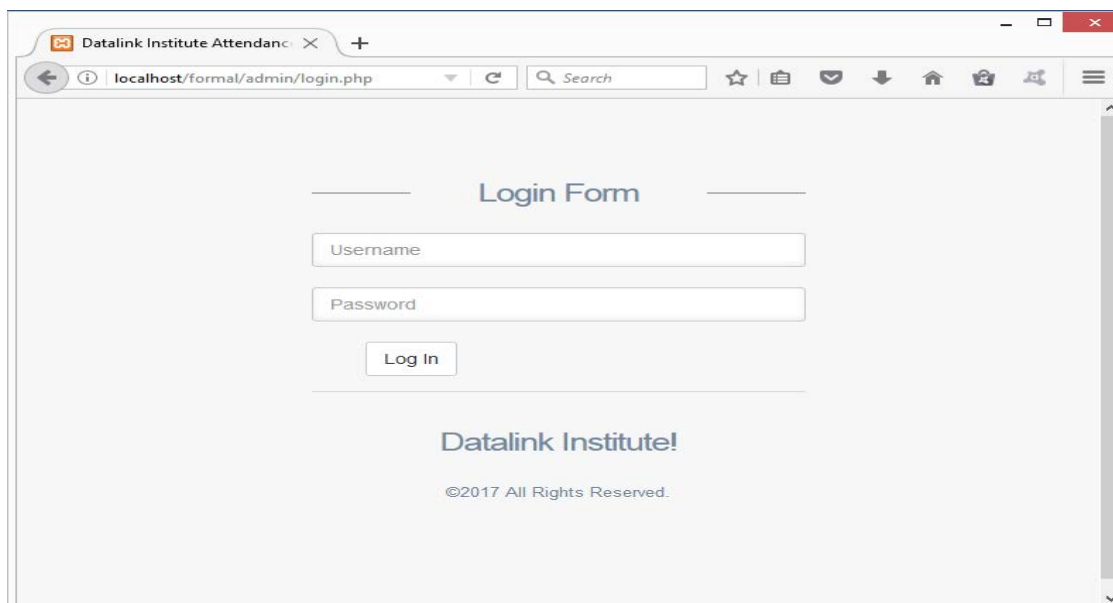 Datalink Institute Attendanc
localhost/formal/admin/login.php
Search
Login Form
Username
Password
Log In
Datalink Institute!
©2017 All Rights Reserved.